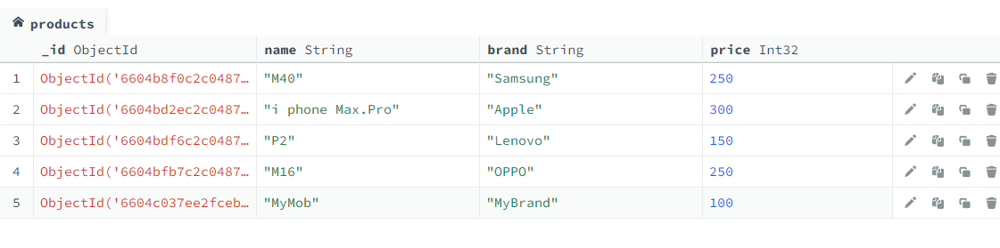 products
_id ObjectId name String brand String price Int32
1 ObjectId('6604b8f0c2c0487… "M40" "Samsung" 250
2 ObjectId('6604bd2ec2c0487… "i phone Max.Pro" "Apple" 300
3 ObjectId('6604bdf6c2c0487… "P2" "Lenovo" 150
4 ObjectId('6604bfb7c2c0487… "M16" "OPPO" 250
5 ObjectId('6604c037ee2fceb… "MyMob" "MyBrand" 100